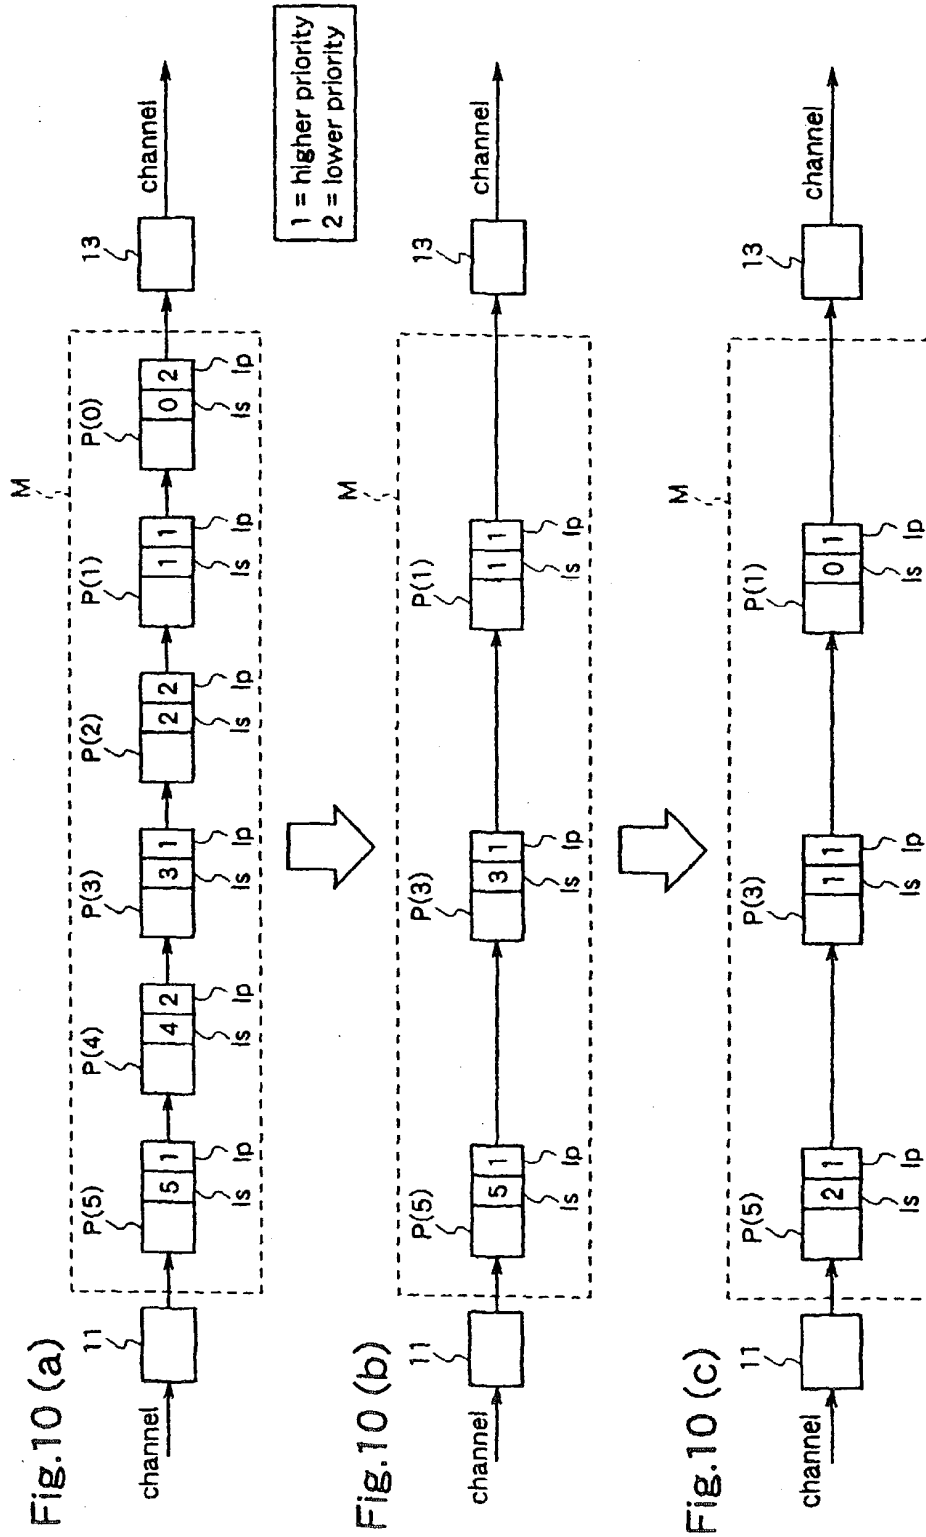 Fig.10 (a)
channel
11
M
P(5)
5 1
Is Ip
P(4)
4 2
Is Ip
P(3)
3 1
Is Ip
P(2)
2 2
Is Ip
P(1)
1 1
Is Ip
P(0)
0 2
Is Ip
13
channel
1 = higher priority
2 = lower priority
Fig.10 (b)
channel
11
M
P(5)
5 1
Is Ip
P(3)
3 1
Is Ip
P(1)
1 1
Is Ip
13
channel
Fig.10 (c)
channel
11
M
P(5)
2 1
Is Ip
P(3)
1 1
Is Ip
P(1)
0 1
Is Ip
13
channel